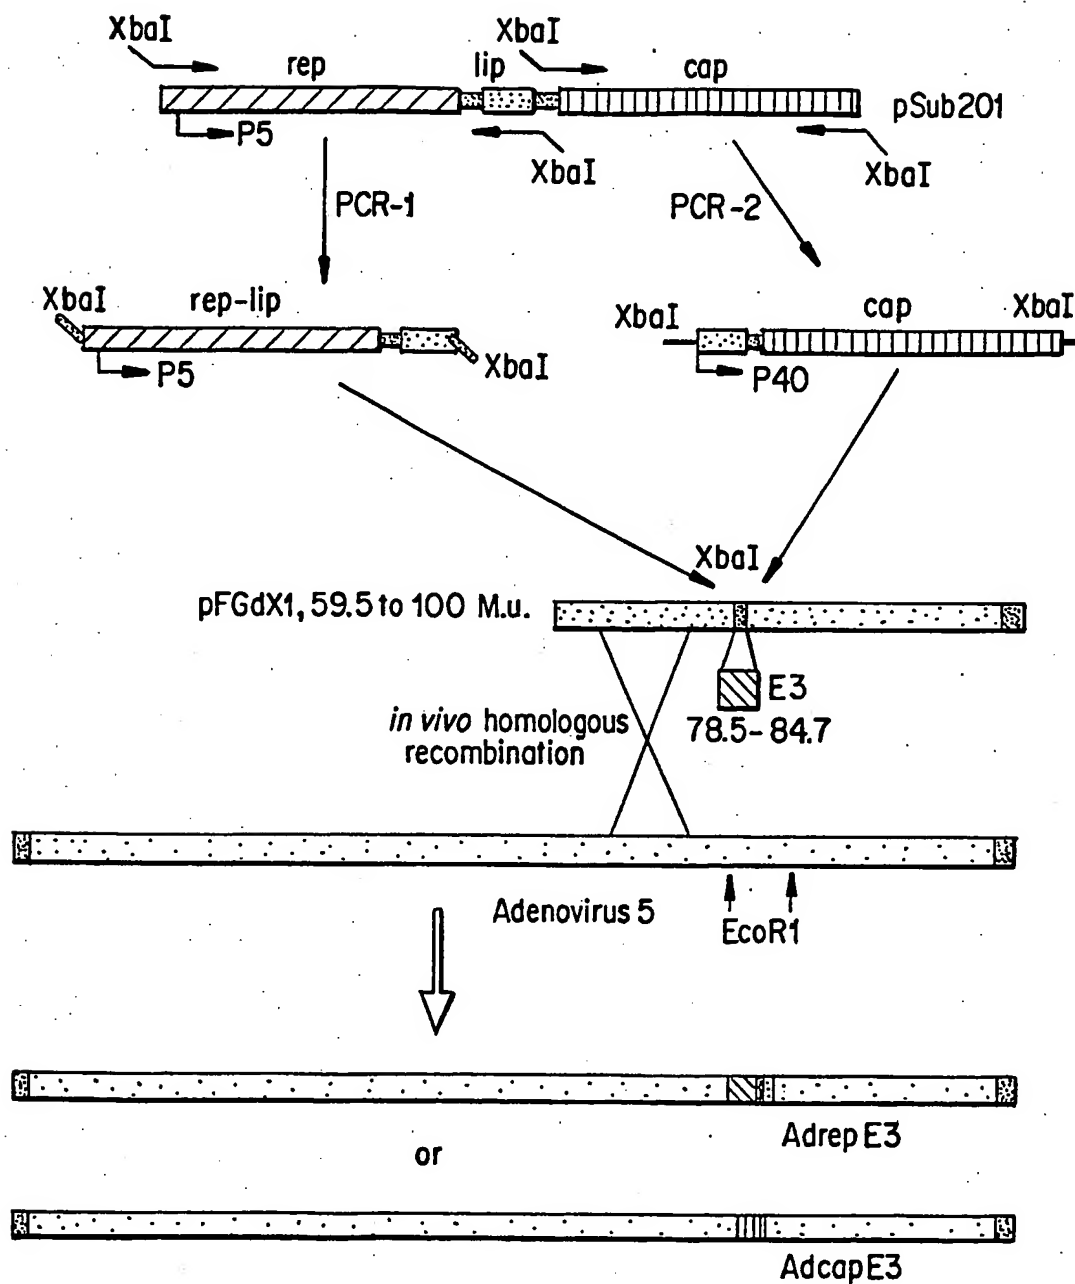 XbaI
XbaI
rep
lip
cap
pSub201
P5
XbaI
XbaI
PCR-1
PCR-2
XbaI
rep-lip
XbaI
cap
XbaI
P5
XbaI
P40
XbaI
pFGdX1, 59.5 to 100 M.u.
E3
78.5-84.7
in vivo homologous
recombination
Adenovirus 5
EcoR1
AdrepE3
or
AdcapE3